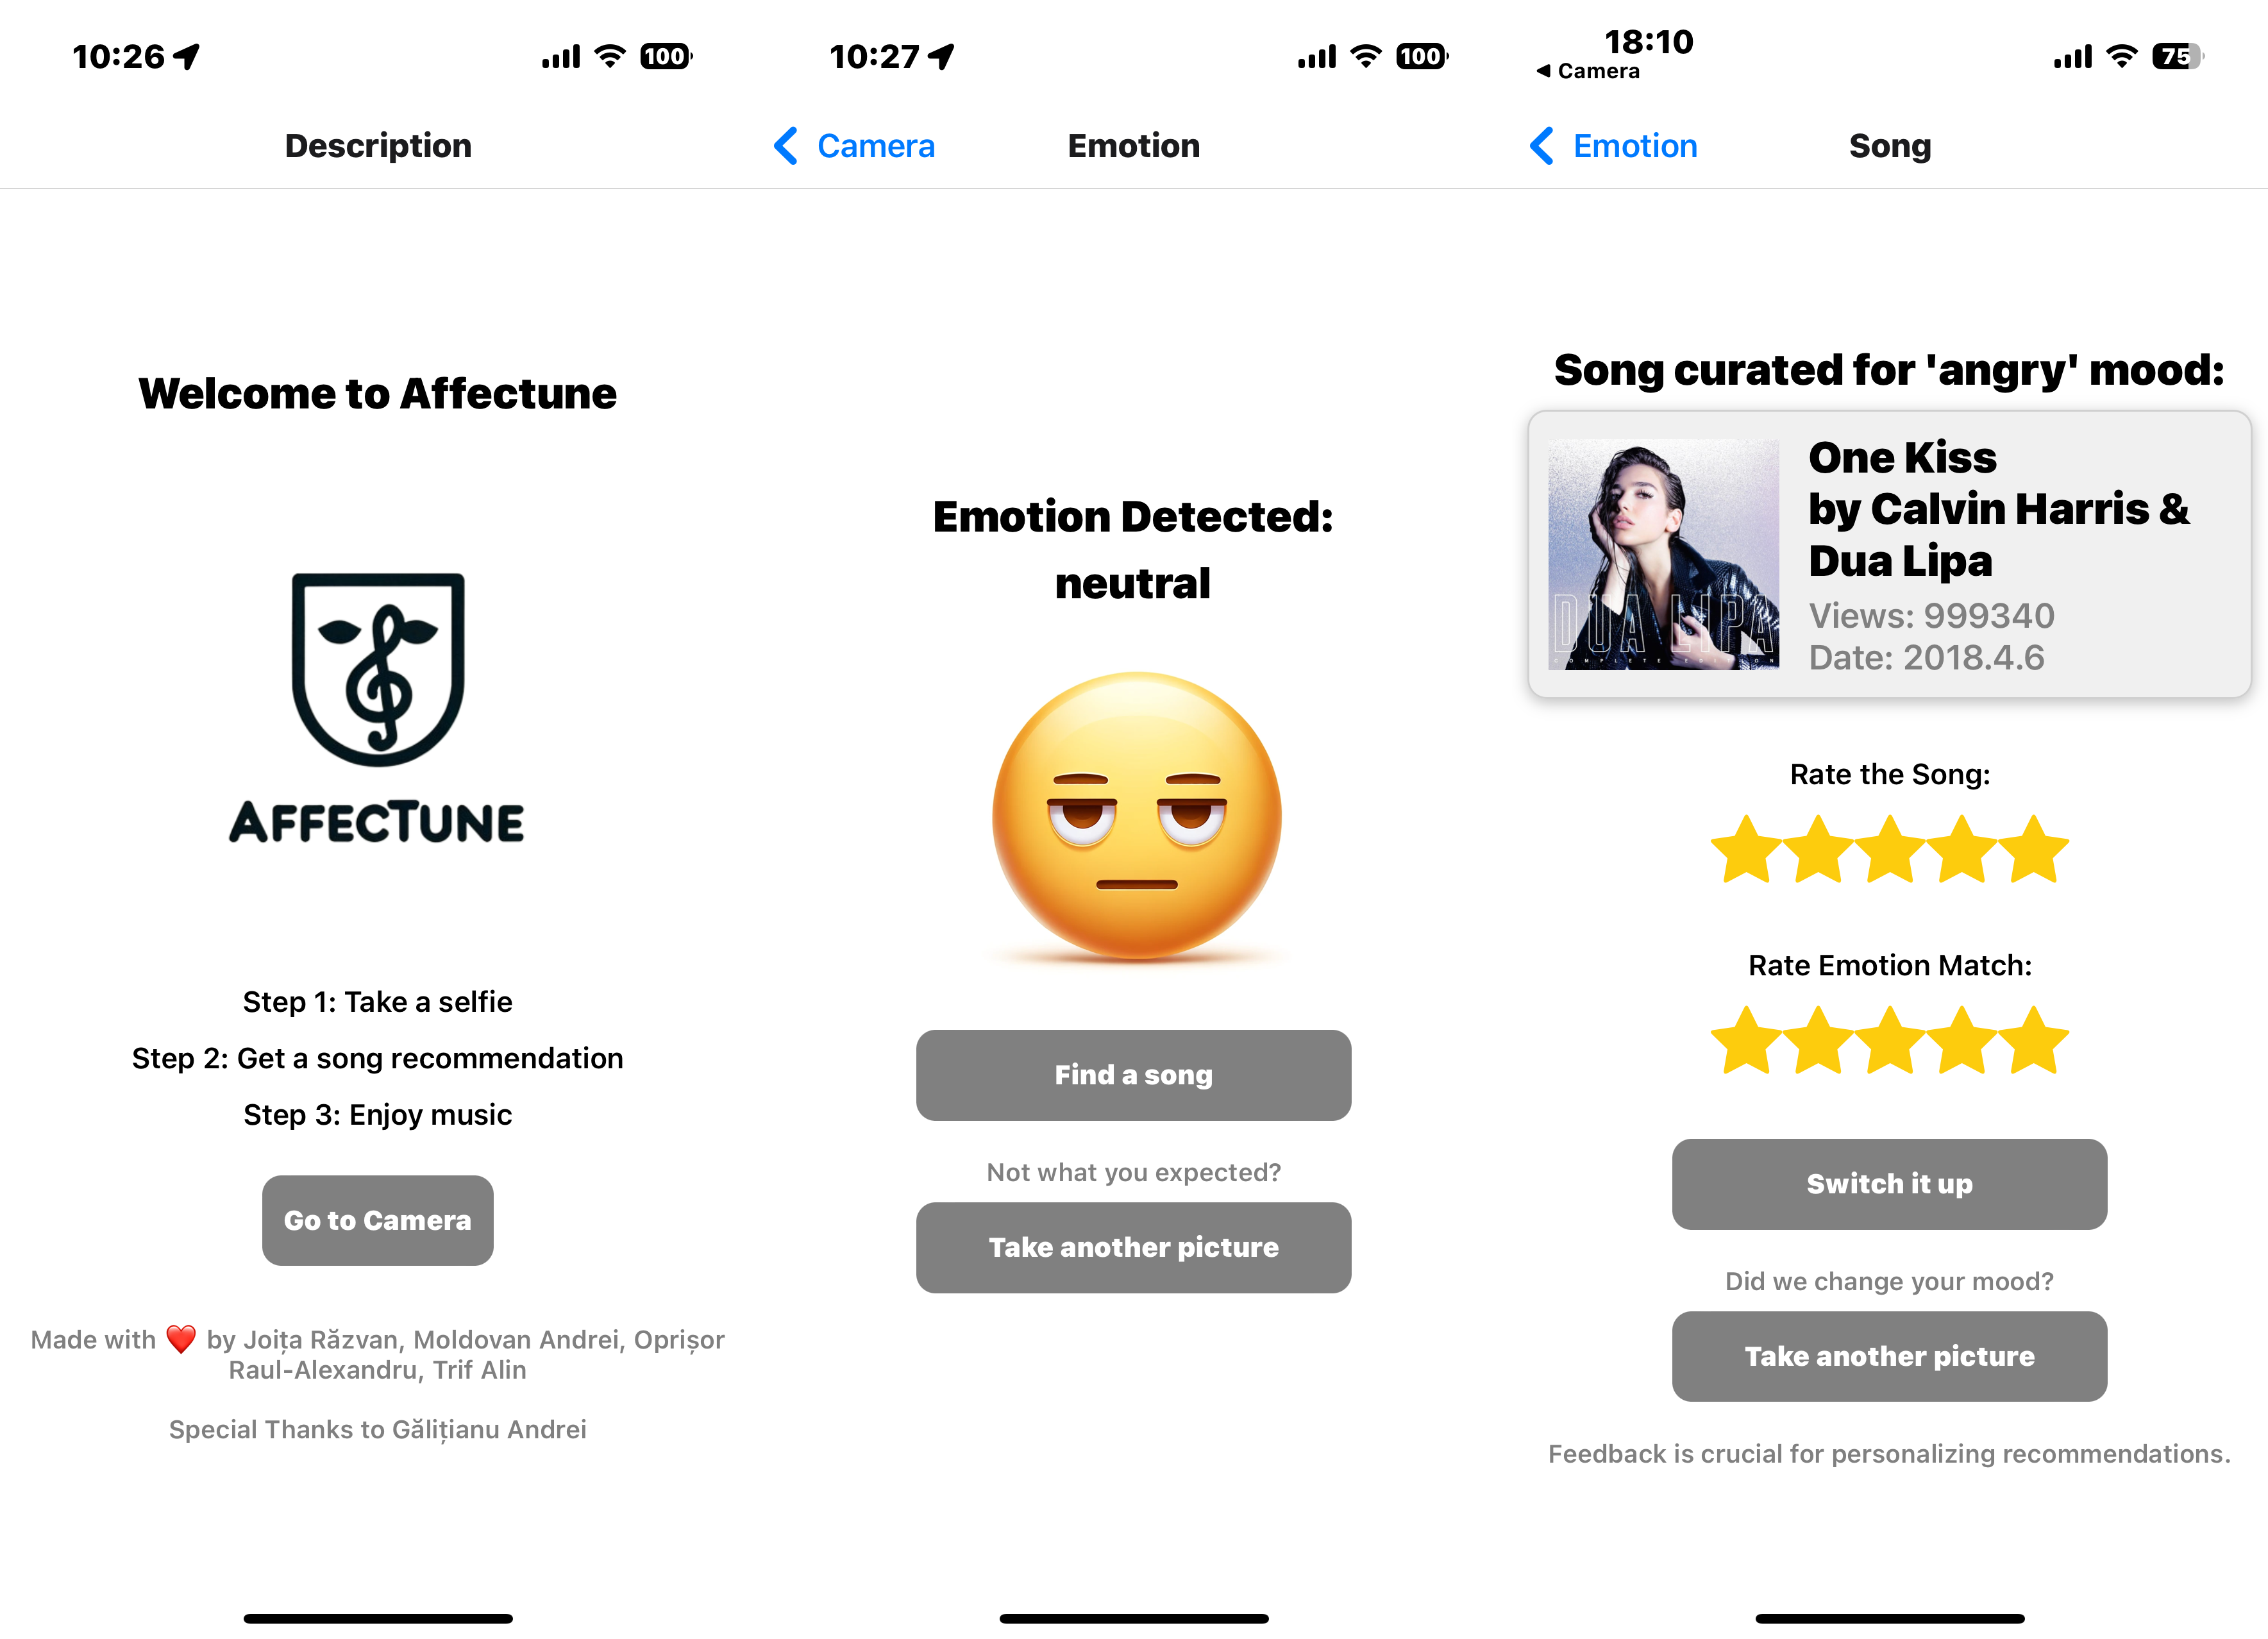 10:26
100
Description
Welcome to Affectune
AFFECTUNE
Step 1: Take a selfie
Step 2: Get a song recommendation
Step 3: Enjoy music
Go to Camera
Made with ❤️ by Joița Răzvan, Moldovan Andrei, Oprișor
Raul-Alexandru, Trif Alin
Special Thanks to Gălițianu Andrei
10:27
100
Camera
Emotion
Emotion Detected:
neutral
Find a song
Not what you expected?
Take another picture
18:10
Camera
75
Emotion
Song
Song curated for 'angry' mood:
DUA LIPA
COMPLETE EDITION
One Kiss
by Calvin Harris &
Dua Lipa
Views: 999340
Date: 2018.4.6
Rate the Song:
Rate Emotion Match:
Switch it up
Did we change your mood?
Take another picture
Feedback is crucial for personalizing recommendations.